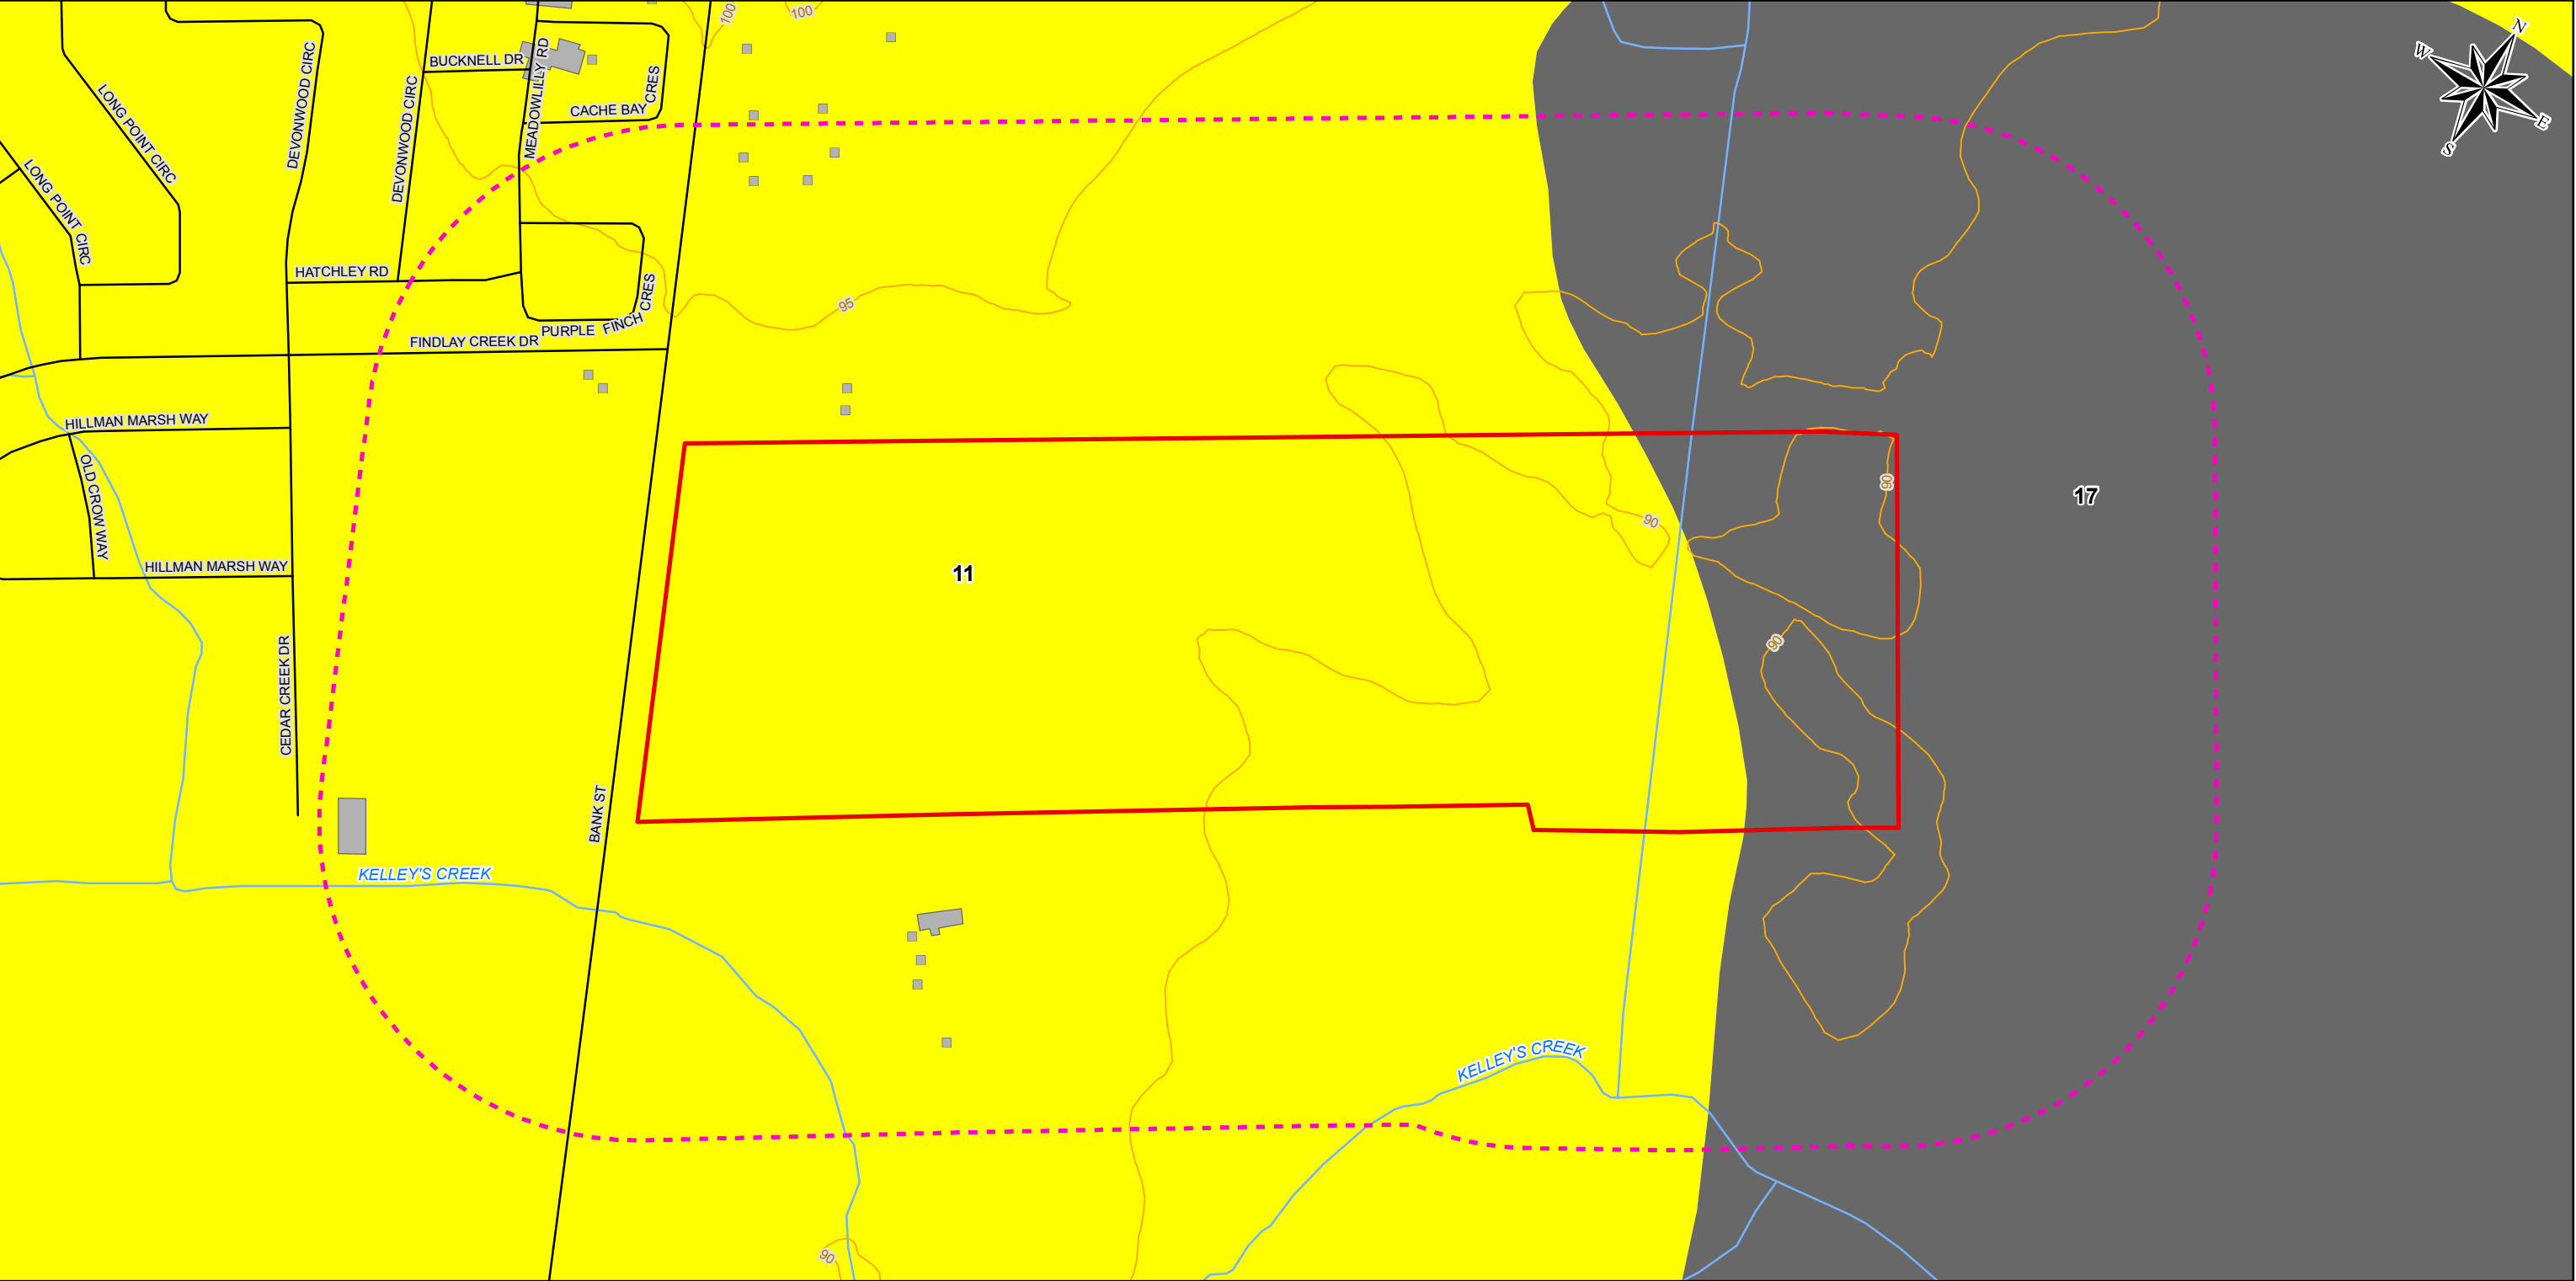 100
100
N
W
E
S
BUCKNELL DR
MEADOWLILLY RD
CRES
CACHE BAY
LONG POINT CIRC
DEVONWOOD CIRC
DEVONWOOD CIRC
LONG POINT CIRC
HATCHLEY RD
CRES
95
PURPLE FINCH
FINDLAY CREEK DR
HILLMAN MARSH WAY
OLD CROW WAY
90
17
90
HILLMAN MARSH WAY
11
CEDAR CREEK DR
90
BANK ST
KELLEY'S CREEK
KELLEY'S CREEK
90